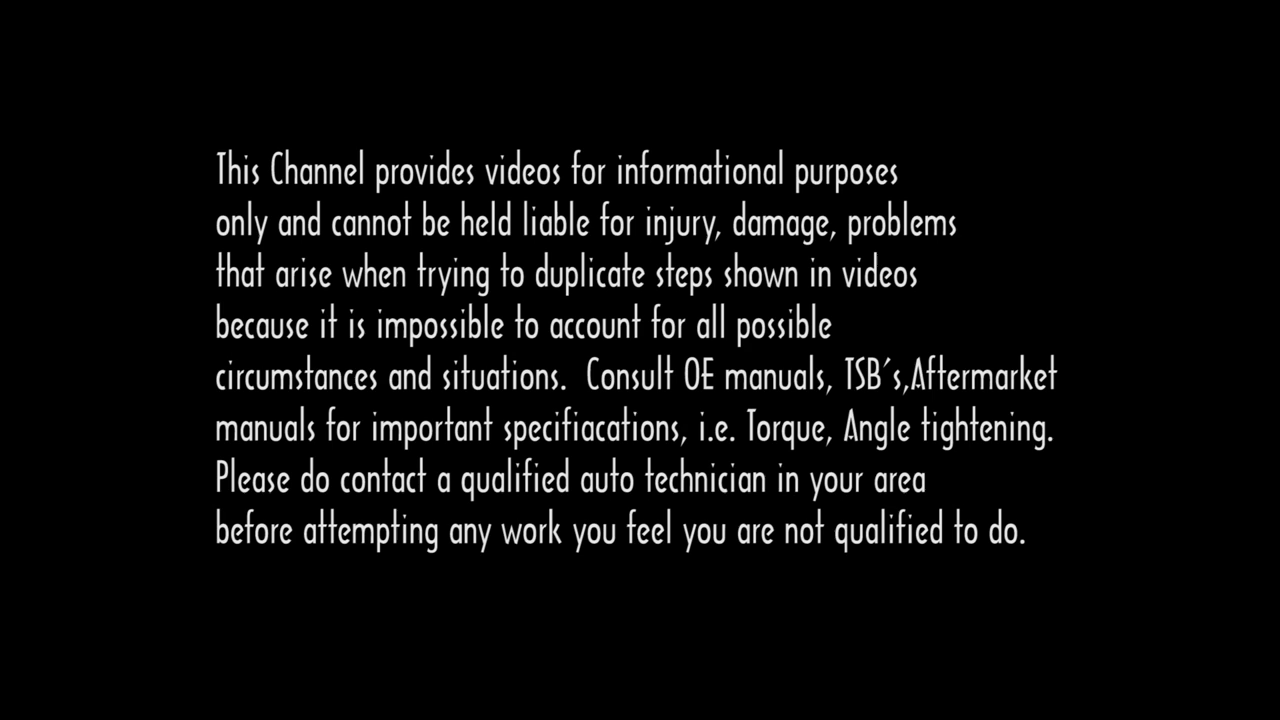 This Channel provides videos for informational purposes
only and cannot be held liable for injury, damage, problems
that arise when trying to duplicate steps shown in videos
because it is impossible to account for all possible
circumstances and situations.  Consult OE manuals, TSB's,Aftermarket
manuals for important specifiacations, i.e. Torque, Angle tightening.
Please do contact a qualified auto technician in your area
before attempting any work you feel you are not qualified to do.